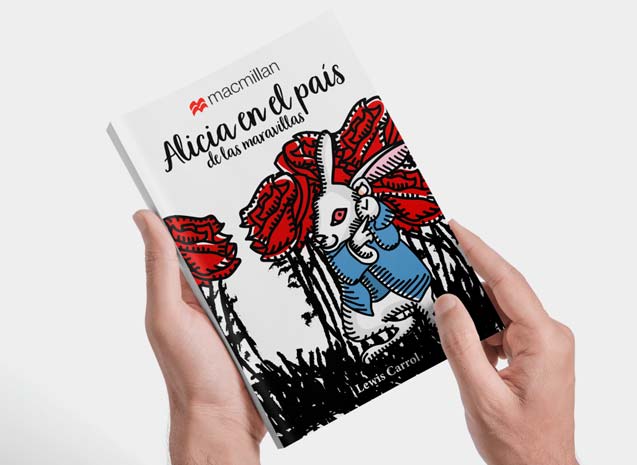 macmillan
Alicia en el país
de las maravillas
Lewis Carrol